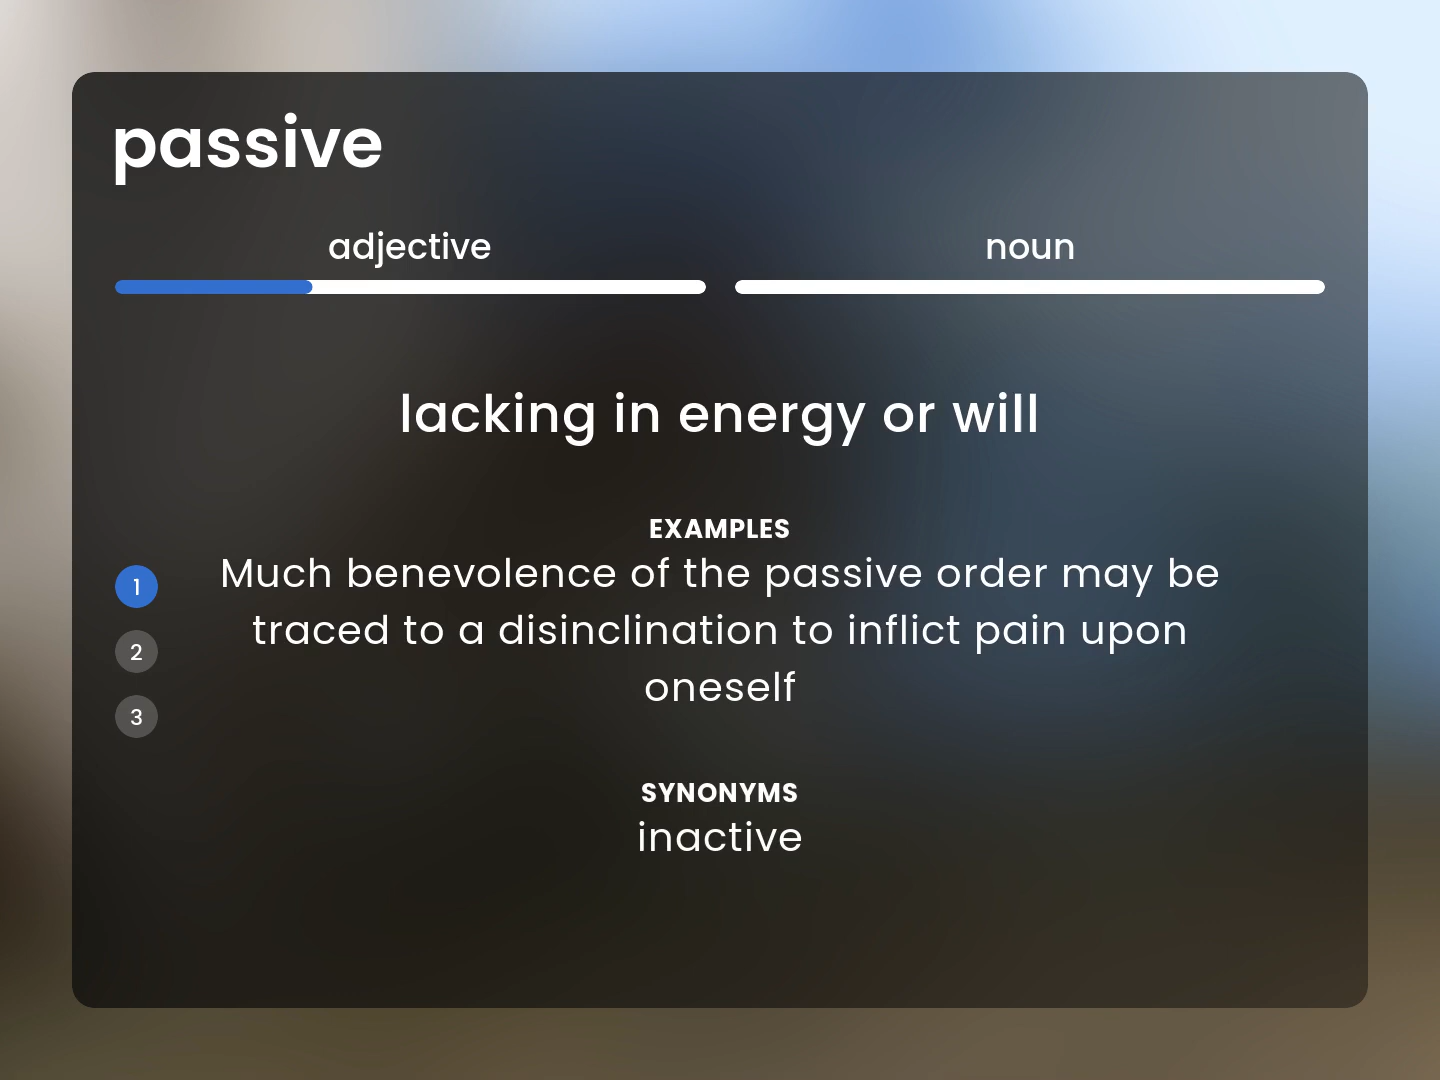 passive
adjective
noun
lacking in energy or will
EXAMPLES
Much benevolence of the passive order may be
traced to a disinclination to inflict pain upon
oneself
1
2
3
SYNONYMS
inactive